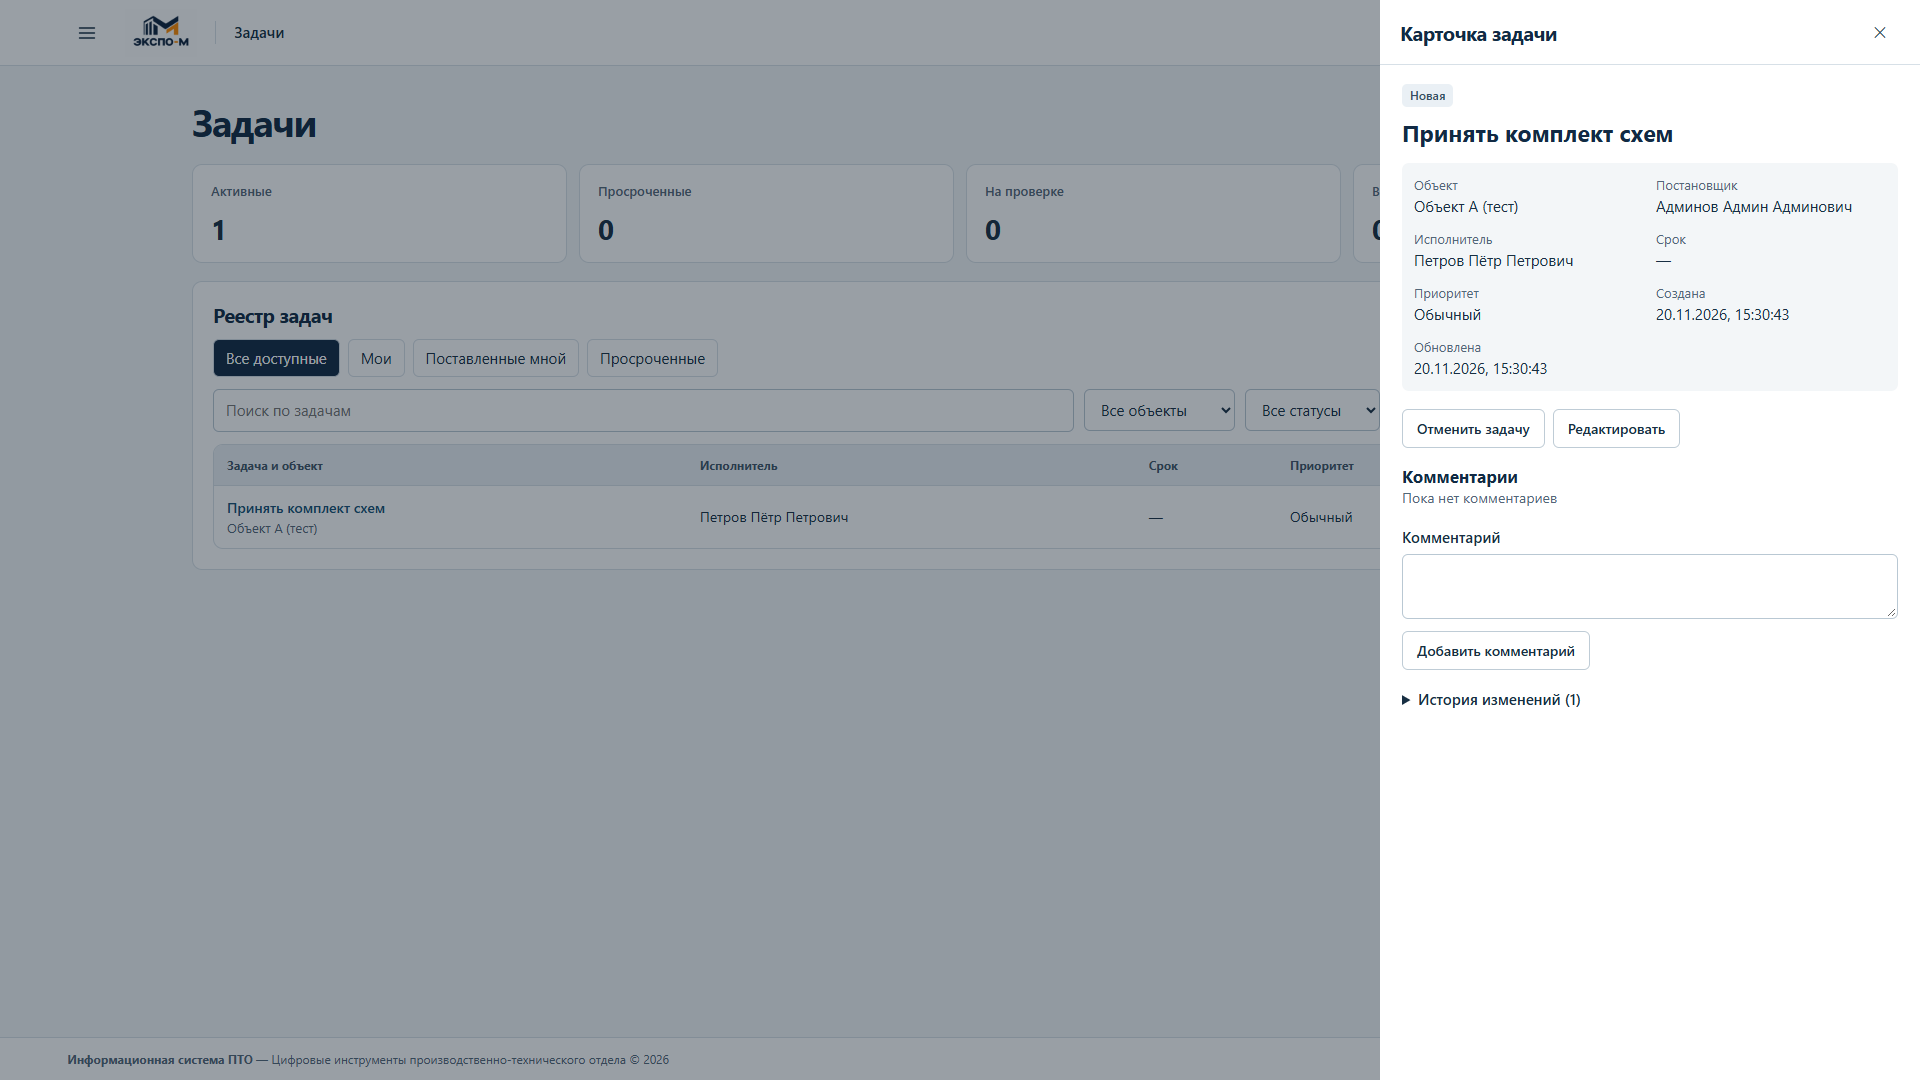 ЭКСПО-М
Задачи
Задачи
Активные
1
Просроченные
0
На проверке
0
Реестр задач
Все доступные
Мои
Поставленные мной
Просроченные
Поиск по задачам
Все объекты
Все статусы
Задача и объект
Исполнитель
Срок
Приоритет
Принять комплект схем
Объект А (тест)
Петров Пётр Петрович
—
Обычный
Информационная система ПТО — Цифровые инструменты производственно-технического отдела © 2026
Карточка задачи
Новая
Принять комплект схем
Объект
Объект А (тест)
Постановщик
Админов Админ Админович
Исполнитель
Петров Пётр Петрович
Срок
—
Приоритет
Обычный
Создана
20.11.2026, 15:30:43
Обновлена
20.11.2026, 15:30:43
Отменить задачу
Редактировать
Комментарии
Пока нет комментариев
Комментарий
Добавить комментарий
История изменений (1)